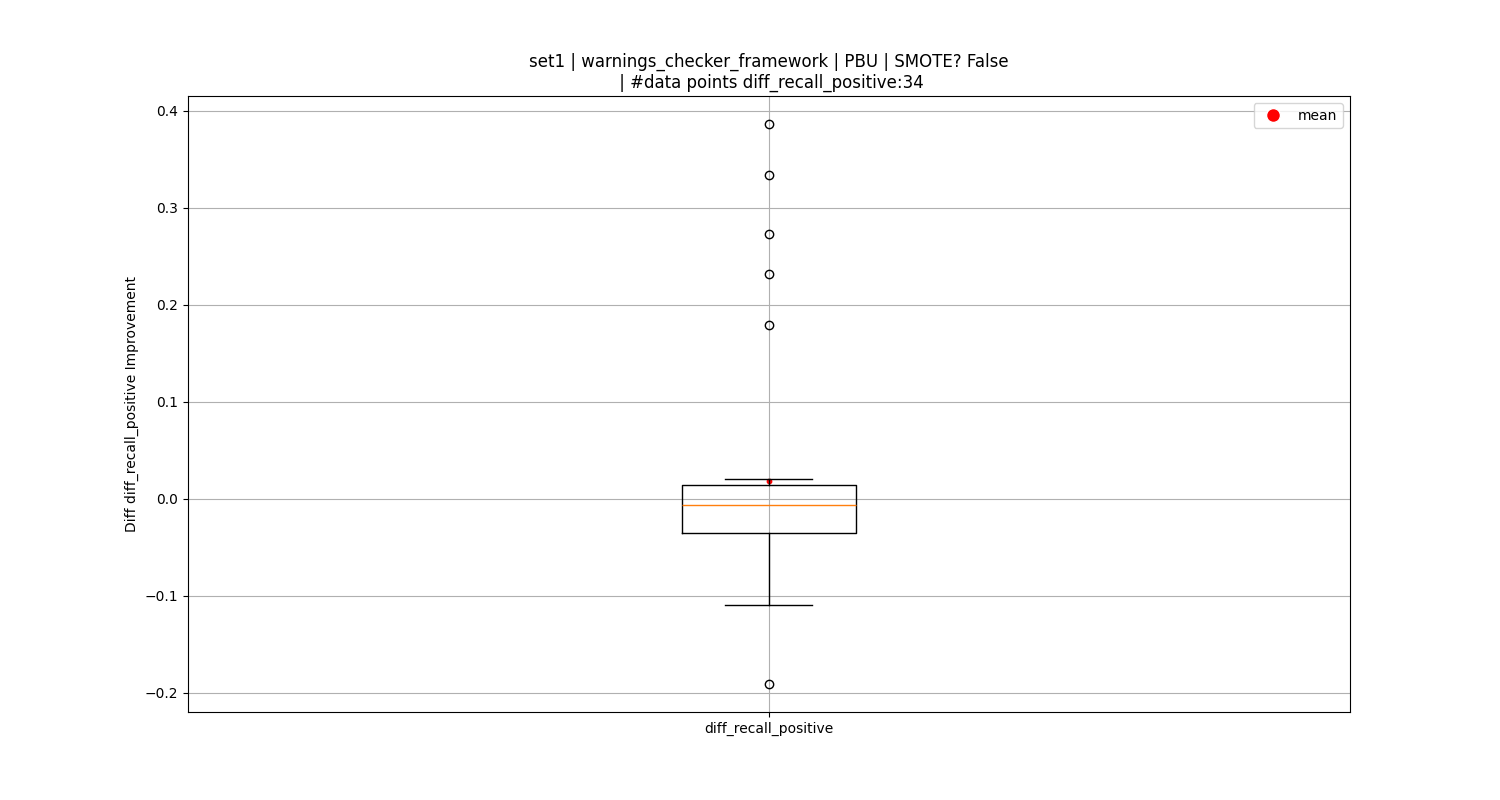 set1 | warnings_checker_framework | PBU | SMOTE? False
| #data points diff_recall_positive:34
mean
0.4
0.3
0.2
0.1
0.0
−0.1
−0.2
Diff diff_recall_positive Improvement
diff_recall_positive